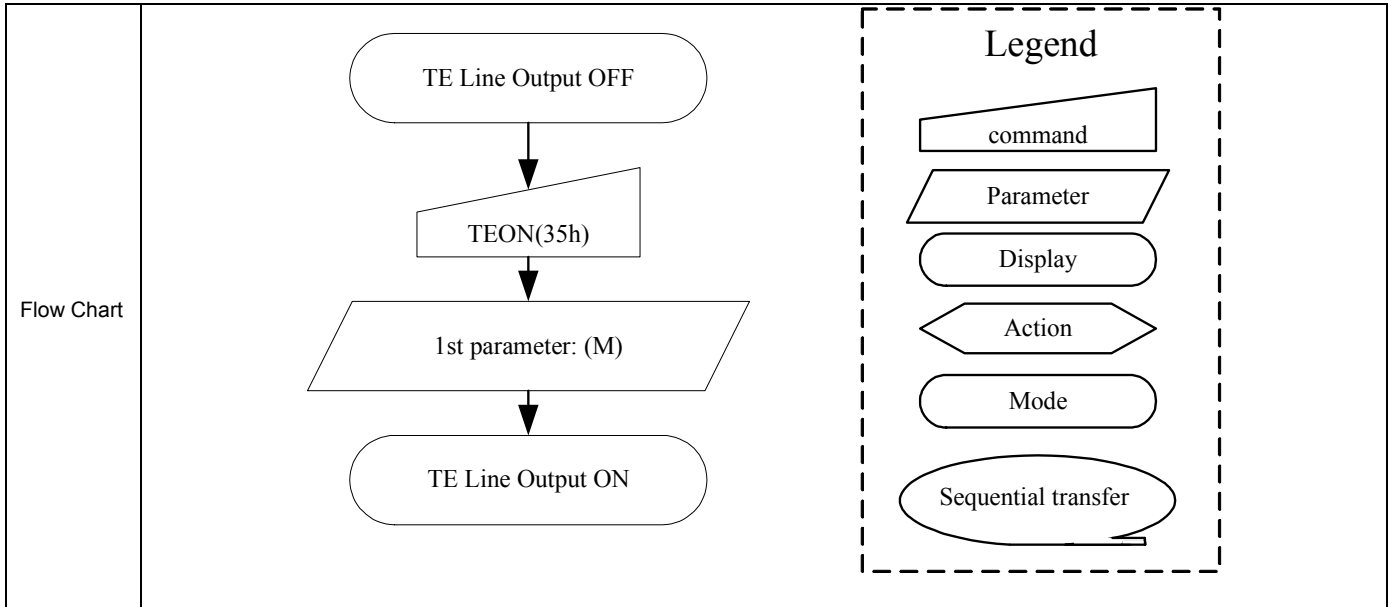 Flow Chart
TE Line Output OFF
TEON(35h)
1st parameter: (M)
TE Line Output ON
Legend
command
Parameter
Display
Action
Mode
Sequential transfer